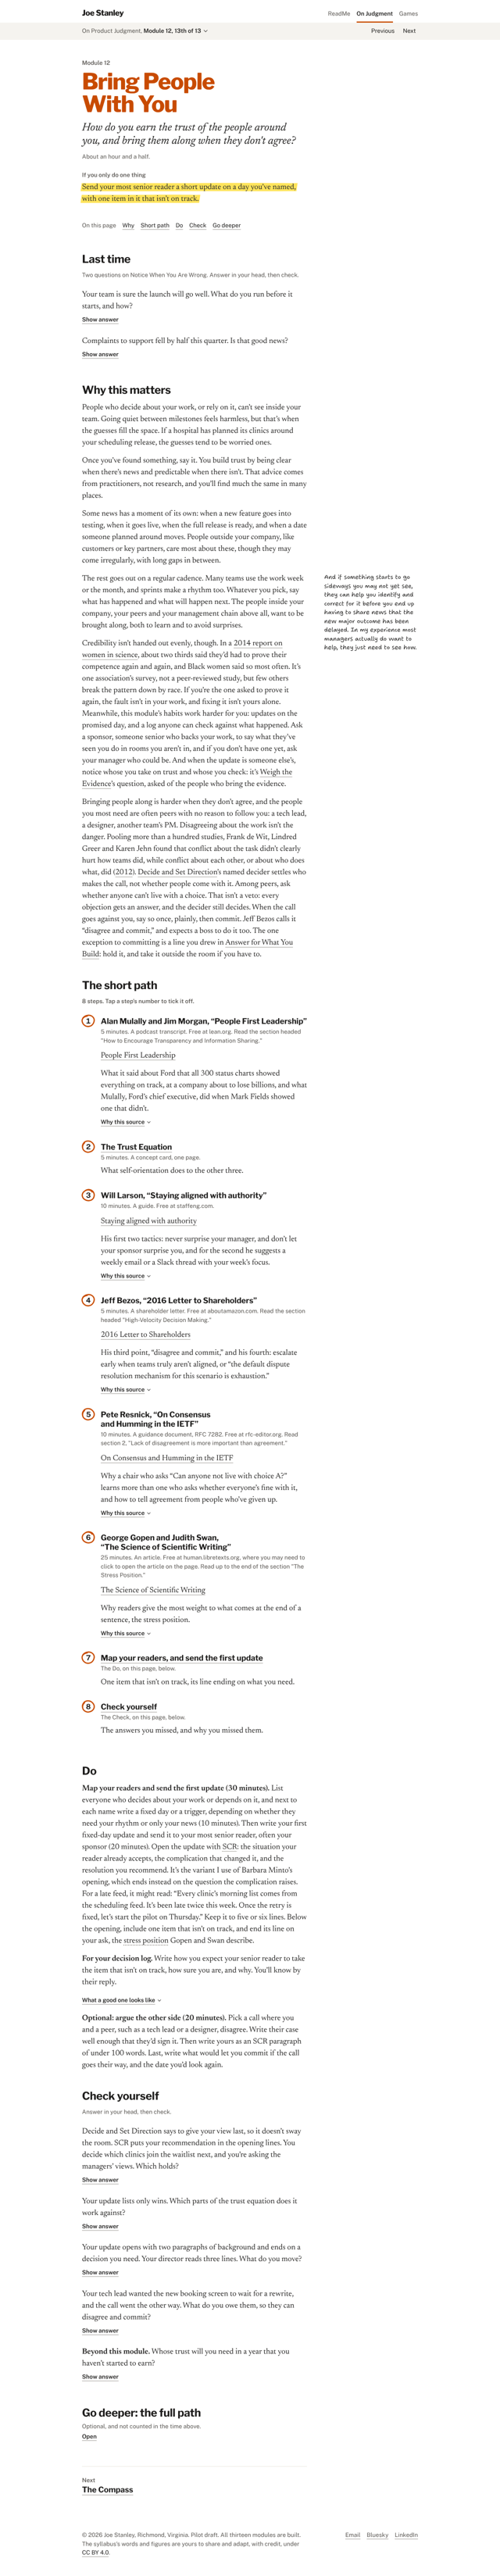 Joe Stanley
ReadMe On Judgment Games
On Product Judgment, Module 12, 13th of 13
Previous Next
Module 12
Bring People
With You
How do you earn the trust of the people around
you, and bring them along when they don't agree?
About an hour and a half.
If you only do one thing
Send your most senior reader a short update on a day you've named,
with one item in it that isn't on track.
On this page Why Short path Do Check Go deeper
Last time
Two questions on Notice When You Are Wrong. Answer in your head, then check.
Your team is sure the launch will go well. What do you run before it
starts, and how?
Show answer
Complaints to support fell by half this quarter. Is that good news?
Show answer
Why this matters
People who decide about your work, or rely on it, can't see inside your
team. Going quiet between milestones feels harmless, but that's when
the guesses fill the space. If a hospital has planned its clinics around
your scheduling release, the guesses tend to be worried ones.
Once you've found something, say it. You build trust by being clear
when there's news and predictable when there isn't. That advice comes
from practitioners, not research, and you'll find much the same in many
places.
Some news has a moment of its own: when a new feature goes into
testing, when it goes live, when the full release is ready, and when a date
someone planned around moves. People outside your company, like
customers or key partners, care most about these, though they may
come irregularly, with long gaps in between.
The rest goes out on a regular cadence. Many teams use the work week
or the month, and sprints make a rhythm too. Whatever you pick, say
what has happened and what will happen next. The people inside your
company, your peers and your management chain above all, want to be
brought along, both to learn and to avoid surprises.
And if something starts to go
sideways you may not yet see,
they can help you identify and
correct for it before you end up
having to share news that the
new major outcome has been
delayed. In my experience most
managers actually do want to
help, they just need to see how.
Credibility isn't handed out evenly, though. In a 2014 report on
women in science, about two thirds said they'd had to prove their
competence again and again, and Black women said so most often. It's
one association's survey, not a peer-reviewed study, but few others
break the pattern down by race. If you're the one asked to prove it
again, the fault isn't in your work, and fixing it isn't yours alone.
Meanwhile, this module's habits work harder for you: updates on the
promised day, and a log anyone can check against what happened. Ask
a sponsor, someone senior who backs your work, to say what they've
seen you do in rooms you aren't in, and if you don't have one yet, ask
your manager who could be. And when the update is someone else's,
notice whose you take on trust and whose you check: it's Weigh the
Evidence's question, asked of the people who bring the evidence.
Bringing people along is harder when they don't agree, and the people
you most need are often peers with no reason to follow you: a tech lead,
a designer, another team's PM. Disagreeing about the work isn't the
danger. Pooling more than a hundred studies, Frank de Wit, Lindred
Greer and Karen Jehn found that conflict about the task didn't clearly
hurt how teams did, while conflict about each other, or about who does
what, did (2012). Decide and Set Direction's named decider settles who
makes the call, not whether people come with it. Among peers, ask
whether anyone can't live with a choice. That isn't a veto: every
objection gets an answer, and the decider still decides. When the call
goes against you, say so once, plainly, then commit. Jeff Bezos calls it
"disagree and commit," and expects a boss to do it too. The one
exception to committing is a line you drew in Answer for What You
Build: hold it, and take it outside the room if you have to.
The short path
8 steps. Tap a step's number to tick it off.
1 Alan Mulally and Jim Morgan, "People First Leadership"
5 minutes. A podcast transcript. Free at lean.org. Read the section headed
"How to Encourage Transparency and Information Sharing."
People First Leadership
What it said about Ford that all 300 status charts showed
everything on track, at a company about to lose billions, and what
Mulally, Ford's chief executive, did when Mark Fields showed
one that didn't.
Why this source
2 The Trust Equation
5 minutes. A concept card, one page.
What self-orientation does to the other three.
3 Will Larson, "Staying aligned with authority"
10 minutes. A guide. Free at staffeng.com.
Staying aligned with authority
His first two tactics: never surprise your manager, and don't let
your sponsor surprise you, and for the second he suggests a
weekly email or a Slack thread with your week's focus.
Why this source
4 Jeff Bezos, "2016 Letter to Shareholders"
5 minutes. A shareholder letter. Free at aboutamazon.com. Read the section
headed "High-Velocity Decision Making."
2016 Letter to Shareholders
His third point, "disagree and commit," and his fourth: escalate
early when teams truly aren't aligned, or "the default dispute
resolution mechanism for this scenario is exhaustion."
Why this source
5 Pete Resnick, "On Consensus
and Humming in the IETF"
10 minutes. A guidance document, RFC 7282. Free at rfc-editor.org. Read
section 2, "Lack of disagreement is more important than agreement."
On Consensus and Humming in the IETF
Why a chair who asks "Can anyone not live with choice A?"
learns more than one who asks whether everyone's fine with it,
and how to tell agreement from people who've given up.
Why this source
6 George Gopen and Judith Swan,
"The Science of Scientific Writing"
25 minutes. An article. Free at human.libretexts.org, where you may need to
click to open the article on the page. Read up to the end of the section "The
Stress Position."
The Science of Scientific Writing
Why readers give the most weight to what comes at the end of a
sentence, the stress position.
Why this source
7 Map your readers, and send the first update
The Do, on this page, below.
One item that isn't on track, its line ending on what you need.
8 Check yourself
The Check, on this page, below.
The answers you missed, and why you missed them.
Do
Map your readers and send the first update (30 minutes). List
everyone who decides about your work or depends on it, and next to
each name write a fixed day or a trigger, depending on whether they
need your rhythm or only your news (10 minutes). Then write your first
fixed-day update and send it to your most senior reader, often your
sponsor (20 minutes). Open the update with SCR: the situation your
reader already accepts, the complication that changed it, and the
resolution you recommend. It's the variant I use of Barbara Minto's
opening, which ends instead on the question the complication raises.
For a late feed, it might read: "Every clinic's morning list comes from
the scheduling feed. It's been late twice this week. Once the retry is
fixed, let's start the pilot on Thursday." Keep it to five or six lines. Below
the opening, include one item that isn't on track, and end its line on
your ask, the stress position Gopen and Swan describe.
For your decision log. Write how you expect your senior reader to take
the item that isn't on track, how sure you are, and why. You'll know by
their reply.
What a good one looks like
Optional: argue the other side (20 minutes). Pick a call where you
and a peer, such as a tech lead or a designer, disagree. Write their case
well enough that they'd sign it. Then write yours as an SCR paragraph
of under 100 words. Last, write what would let you commit if the call
goes their way, and the date you'd look again.
Check yourself
Answer in your head, then check.
Decide and Set Direction says to give your view last, so it doesn't sway
the room. SCR puts your recommendation in the opening lines. You
decide which clinics join the waitlist next, and you're asking the
managers' views. Which holds?
Show answer
Your update lists only wins. Which parts of the trust equation does it
work against?
Show answer
Your update opens with two paragraphs of background and ends on a
decision you need. Your director reads three lines. What do you move?
Show answer
Your tech lead wanted the new booking screen to wait for a rewrite,
and the call went the other way. What do you owe them, so they can
disagree and commit?
Show answer
Beyond this module. Whose trust will you need in a year that you
haven't started to earn?
Show answer
Go deeper: the full path
Optional, and not counted in the time above.
Open
Next
The Compass
© 2026 Joe Stanley, Richmond, Virginia. Pilot draft. All thirteen modules are built.
The syllabus's words and figures are yours to share and adapt, with credit, under
CC BY 4.0.
Email Bluesky LinkedIn